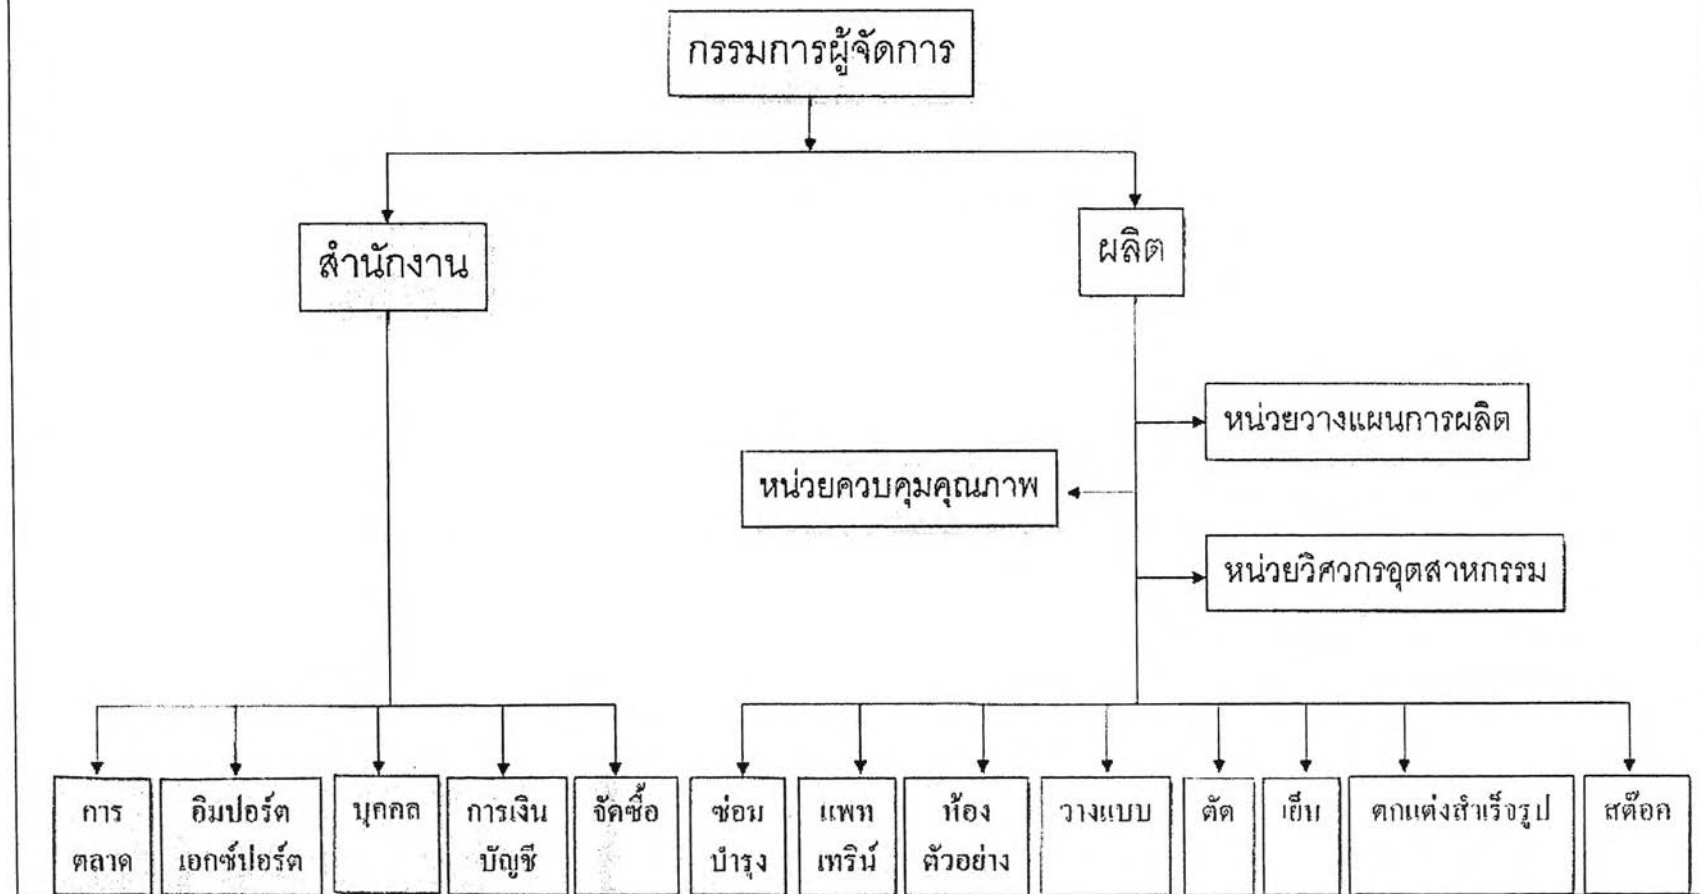 กรรมการผู้จัดการ
สำนักงาน
ผลิต
หน่วยวางแผนการผลิต
หน่วยควบคุมคุณภาพ
หน่วยวิศวกรอุตสาหกรรม
การ
ตลาด
อิมปอร์ต
เอกซ์ปอร์ต
บุคคล
การเงิน
บัญชี
จัดซื้อ
ซ่อม
บำรุง
แพท
เทริน์
ห้อง
ตัวอย่าง
วางแบบ
ตัด
เย็บ
ตกแต่งสำเร็จรูป
สต๊อค